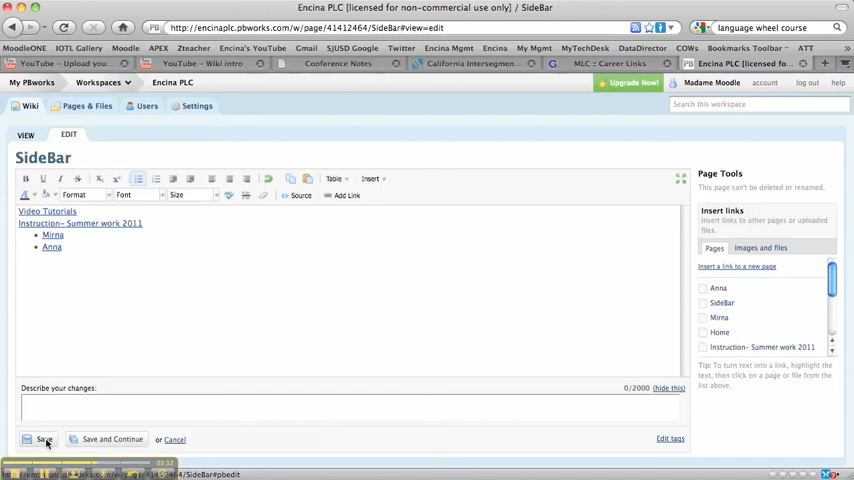 Encina PLC [licensed for non-commercial use only] / SideBar
PB http://encinaplc.pbworks.com/w/page/41412464/SideBar#view=edit
language wheel course
MoodleONE IOTL Gallery Moodle APEX Zteacher Encina's YouTube Gmail SJUSD Google Twitter Encina Mgmt Encina My Mgmt MyTechDesk DataDirector COWs Bookmarks Toolbar ATT
YouTube – Upload you... YouTube – Wiki intro Conference Notes California Intersegmen... MLC :: Career Links PB Encina PLC [licensed for...
My PBworks Workspaces Encina PLC Upgrade Now! Madame Moodle account log out help
Wiki Pages & Files Users Settings Search this workspace
VIEW EDIT
SideBar
Page Tools
This page can't be deleted or renamed.
B U I S Table Insert
Format Font Size Source Add Link
Insert links
to other pages or uploaded
files.
Pages Images and files
Insert a link to a new page
Anna
SideBar
Mirna
Home
Instruction– Summer work 2011
Tip: To turn text into a link, highlight the
text, then click on a page or file from the
list above.
Video Tutorials
Instruction– Summer work 2011
Mirna
Anna
Describe your changes: 0/2000 (hide this)
Save Save and Continue or Cancel Edit tags
03:12